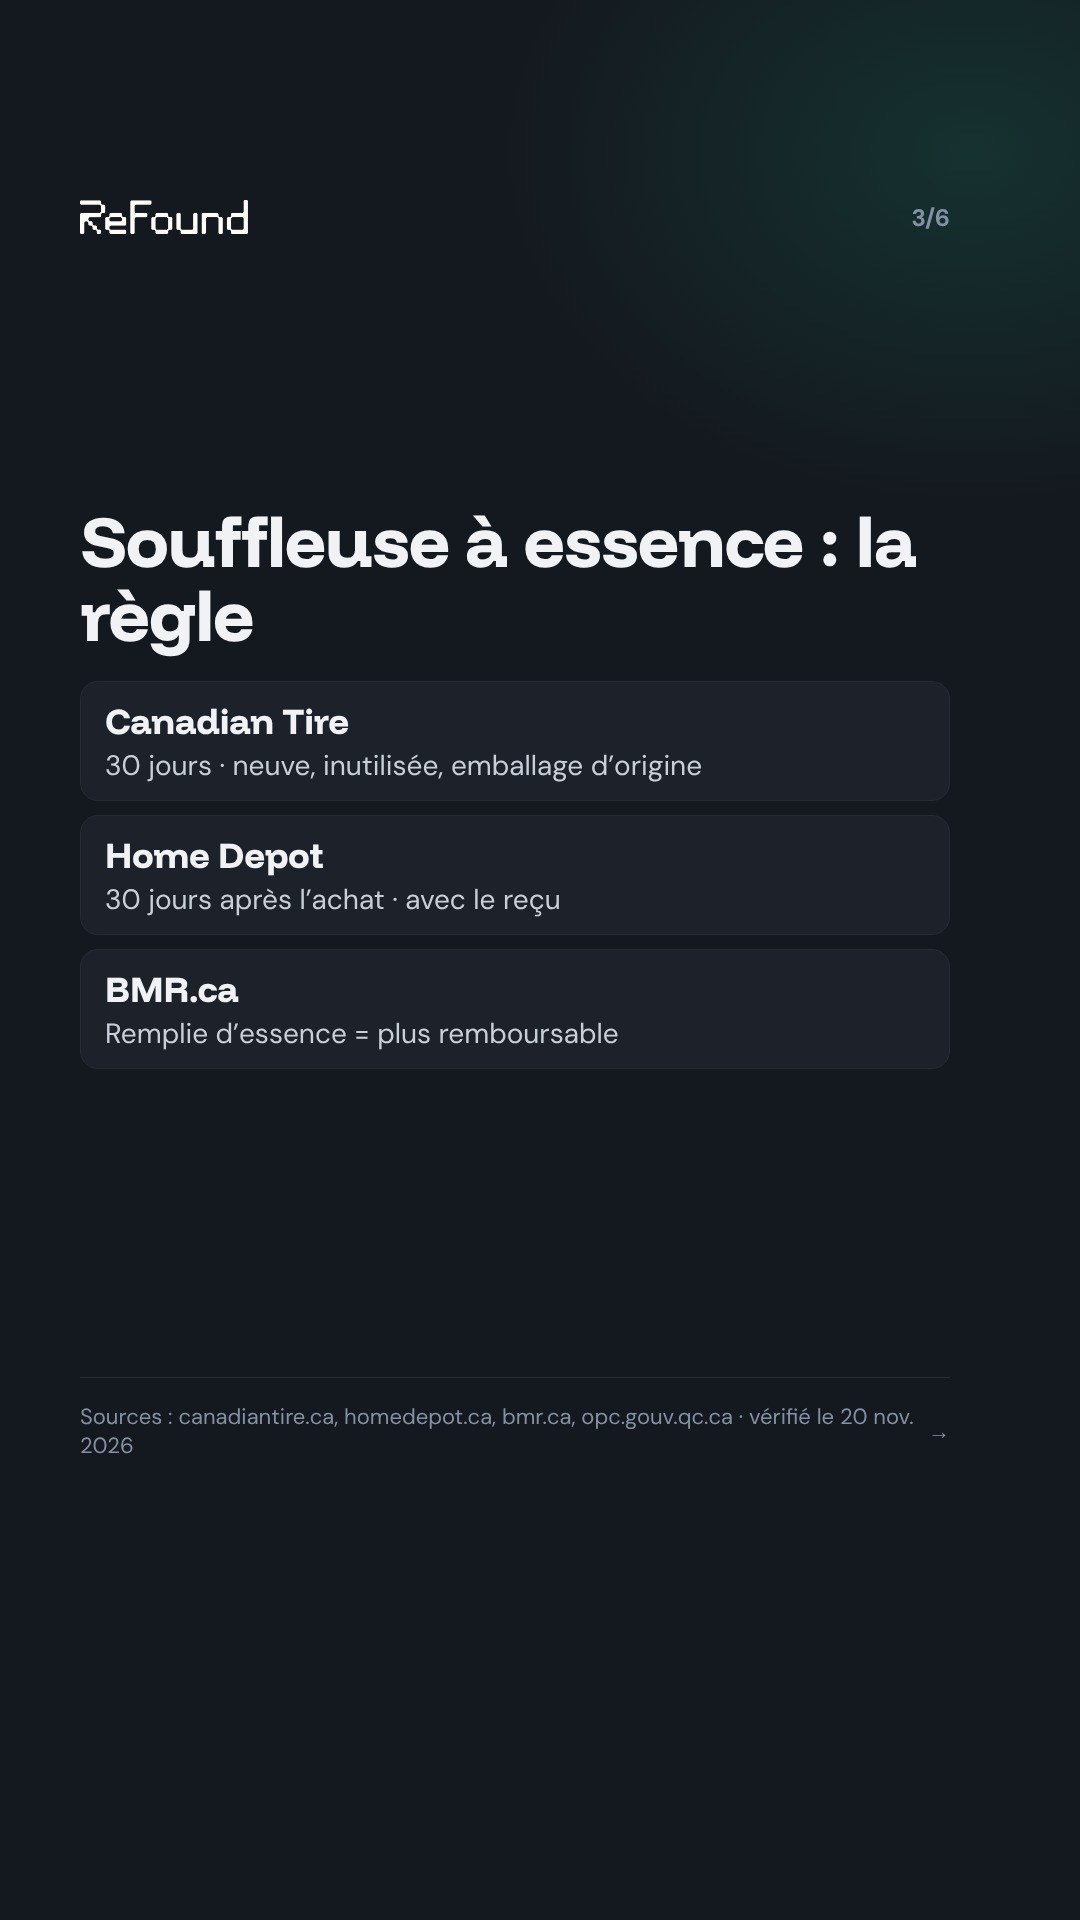 ReFound
3/6
Souffleuse à essence : la
règle
Canadian Tire
30 jours · neuve, inutilisée, emballage d’origine
Home Depot
30 jours après l’achat · avec le reçu
BMR.ca
Remplie d’essence = plus remboursable
Sources : canadiantire.ca, homedepot.ca, bmr.ca, opc.gouv.qc.ca · vérifié le 20 nov.
2026
→